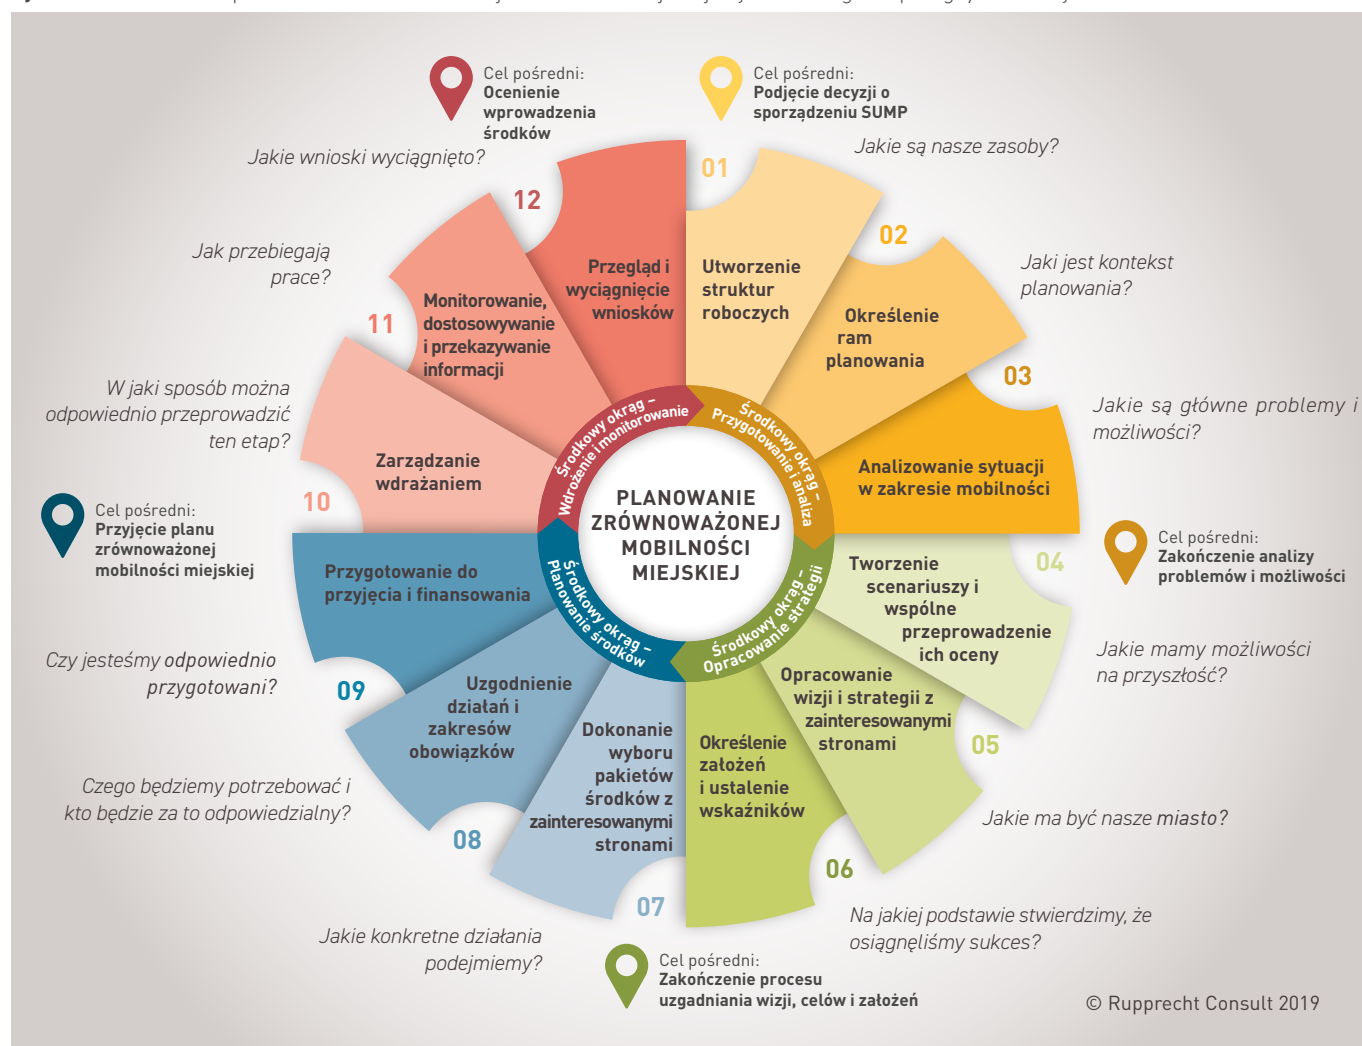 Cel pośredni:
Ocenienie
wprowadzenia
środków
Cel pośredni:
Podjęcie decyzji o
sporządzeniu SUMP
Jakie wnioski wyciągnięto?
Jakie są nasze zasoby?
12
01
Jak przebiegają
prace?
02
Jaki jest kontekst
planowania?
Przegląd i
wyciągnięcie
wniosków
Utworzenie
struktur
roboczych
11
Monitorowanie,
dostosowywanie
i przekazywanie
informacji
Określenie
ram
planowania
03
W jaki sposób można
odpowiednio przeprowadzić
ten etap?
Jakie są główne problemy i
możliwości?
Zarządzanie
wdrażaniem
Analizowanie sytuacji
w zakresie mobilności
10
Środkowy okrąg –
Wdrożenie i monitorowanie
Środkowy okrąg –
Przygotowanie i analiza
PLANOWANIE
ZRÓWNOWAŻONEJ
MOBILNOŚCI
MIEJSKIEJ
Środkowy okrąg –
Planowanie środków
Środkowy okrąg –
Opracowanie strategii
Cel pośredni:
Przyjęcie planu
zrównoważonej
mobilności miejskiej
Cel pośredni:
Zakończenie analizy
problemów i możliwości
04
Przygotowanie do
przyjęcia i finansowania
Tworzenie
scenariuszy i
wspólne
przeprowadzenie
ich oceny
Czy jesteśmy odpowiednio
przygotowani?
Jakie mamy możliwości
na przyszłość?
09
Uzgodnienie
działań i
zakresów
obowiązków
Opracowanie
wizji i strategii z
zainteresowanymi
stronami
05
Dokonanie
wyboru
pakietów
środków z
zainteresowanymi
stronami
Określenie
założeń
i ustalenie
wskaźników
Czego będziemy potrzebować i
kto będzie za to odpowiedzialny?
Jakie ma być nasze miasto?
08
06
07
Na jakiej podstawie stwierdzimy, że
osiągnęliśmy sukces?
Jakie konkretne działania
podejmiemy?
Cel pośredni:
Zakończenie procesu
uzgadniania wizji, celów i założeń
© Rupprecht Consult 2019